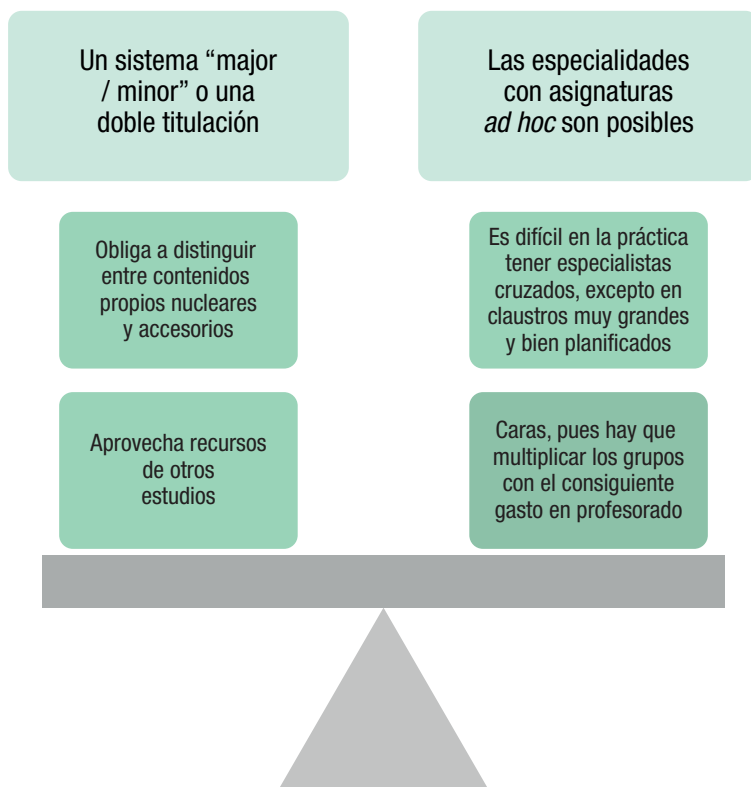 Un sistema “major
/ minor” o una
doble titulación
Obliga a distinguir
entre contenidos
propios nucleares
y accesorios
Aprovecha recursos
de otros
estudios
Las especialidades
con asignaturas
ad hoc son posibles
Es difícil en la práctica
tener especialistas
cruzados, excepto en
claustros muy grandes
y bien planificados
Caras, pues hay que
multiplicar los grupos
con el consiguiente
gasto en profesorado